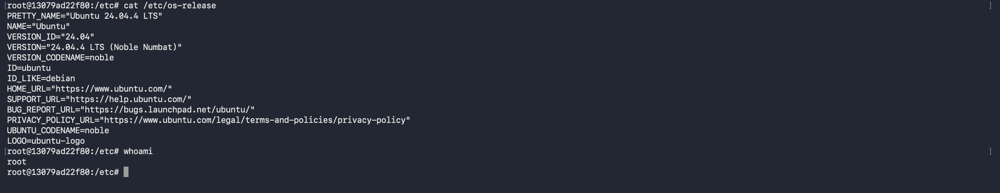 [root@13079ad22f80:/etc# cat /etc/os-release ]
PRETTY_NAME="Ubuntu 24.04.4 LTS"
NAME="Ubuntu"
VERSION_ID="24.04"
VERSION="24.04.4 LTS (Noble Numbat)"
VERSION_CODENAME=noble
ID=ubuntu
ID_LIKE=debian
HOME_URL="https://www.ubuntu.com/"
SUPPORT_URL="https://help.ubuntu.com/"
BUG_REPORT_URL="https://bugs.launchpad.net/ubuntu/"
PRIVACY_POLICY_URL="https://www.ubuntu.com/legal/terms-and-policies/privacy-policy"
UBUNTU_CODENAME=noble
LOGO=ubuntu-logo
[root@13079ad22f80:/etc# whoami ]
root
root@13079ad22f80:/etc#